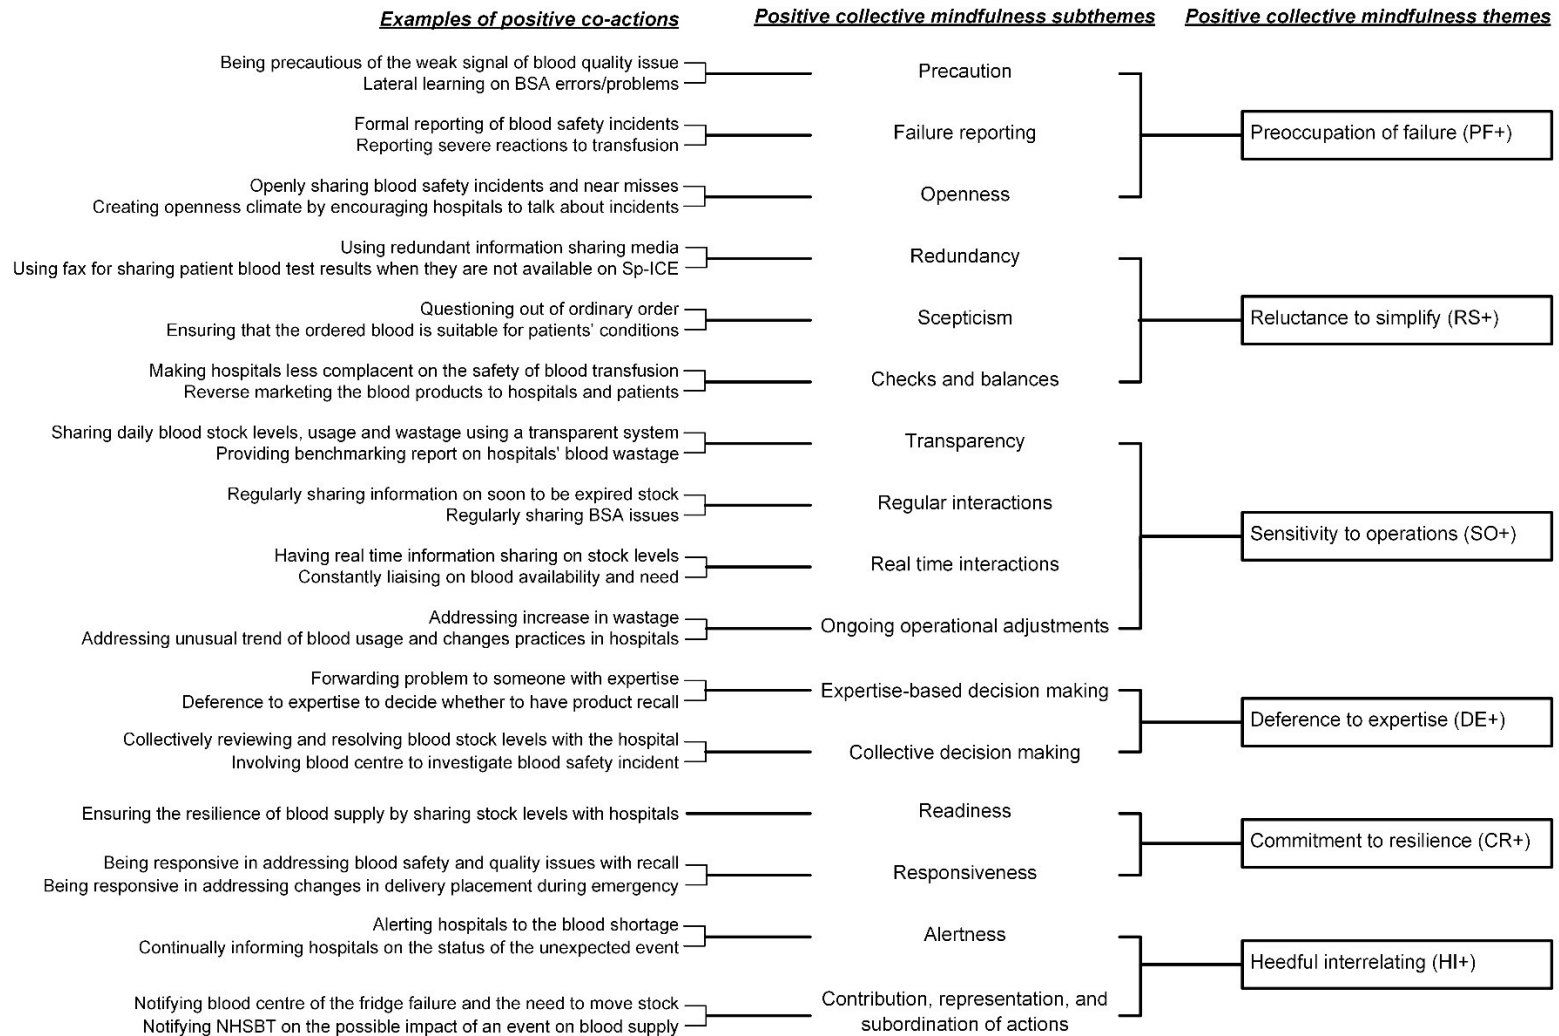 Examples of positive co-actions
Positive collective mindfulness subthemes
Positive collective mindfulness themes
Being precautious of the weak signal of blood quality issue
Lateral learning on BSA errors/problems
Precaution
Formal reporting of blood safety incidents
Reporting severe reactions to transfusion
Failure reporting
Preoccupation of failure (PF+)
Openly sharing blood safety incidents and near misses
Creating openness climate by encouraging hospitals to talk about incidents
Openness
Using redundant information sharing media
Using fax for sharing patient blood test results when they are not available on Sp-ICE
Redundancy
Questioning out of ordinary order
Ensuring that the ordered blood is suitable for patients' conditions
Scepticism
Reluctance to simplify (RS+)
Making hospitals less complacent on the safety of blood transfusion
Reverse marketing the blood products to hospitals and patients
Checks and balances
Sharing daily blood stock levels, usage and wastage using a transparent system
Providing benchmarking report on hospitals' blood wastage
Transparency
Regularly sharing information on soon to be expired stock
Regularly sharing BSA issues
Regular interactions
Sensitivity to operations (SO+)
Having real time information sharing on stock levels
Constantly liaising on blood availability and need
Real time interactions
Addressing increase in wastage
Addressing unusual trend of blood usage and changes practices in hospitals
Ongoing operational adjustments
Forwarding problem to someone with expertise
Deference to expertise to decide whether to have product recall
Expertise-based decision making
Deference to expertise (DE+)
Collectively reviewing and resolving blood stock levels with the hospital
Involving blood centre to investigate blood safety incident
Collective decision making
Ensuring the resilience of blood supply by sharing stock levels with hospitals
Readiness
Commitment to resilience (CR+)
Being responsive in addressing blood safety and quality issues with recall
Being responsive in addressing changes in delivery placement during emergency
Responsiveness
Alerting hospitals to the blood shortage
Continually informing hospitals on the status of the unexpected event
Alertness
Heedful interrelating (HI+)
Notifying blood centre of the fridge failure and the need to move stock
Notifying NHSBT on the possible impact of an event on blood supply
Contribution, representation, and
subordination of actions